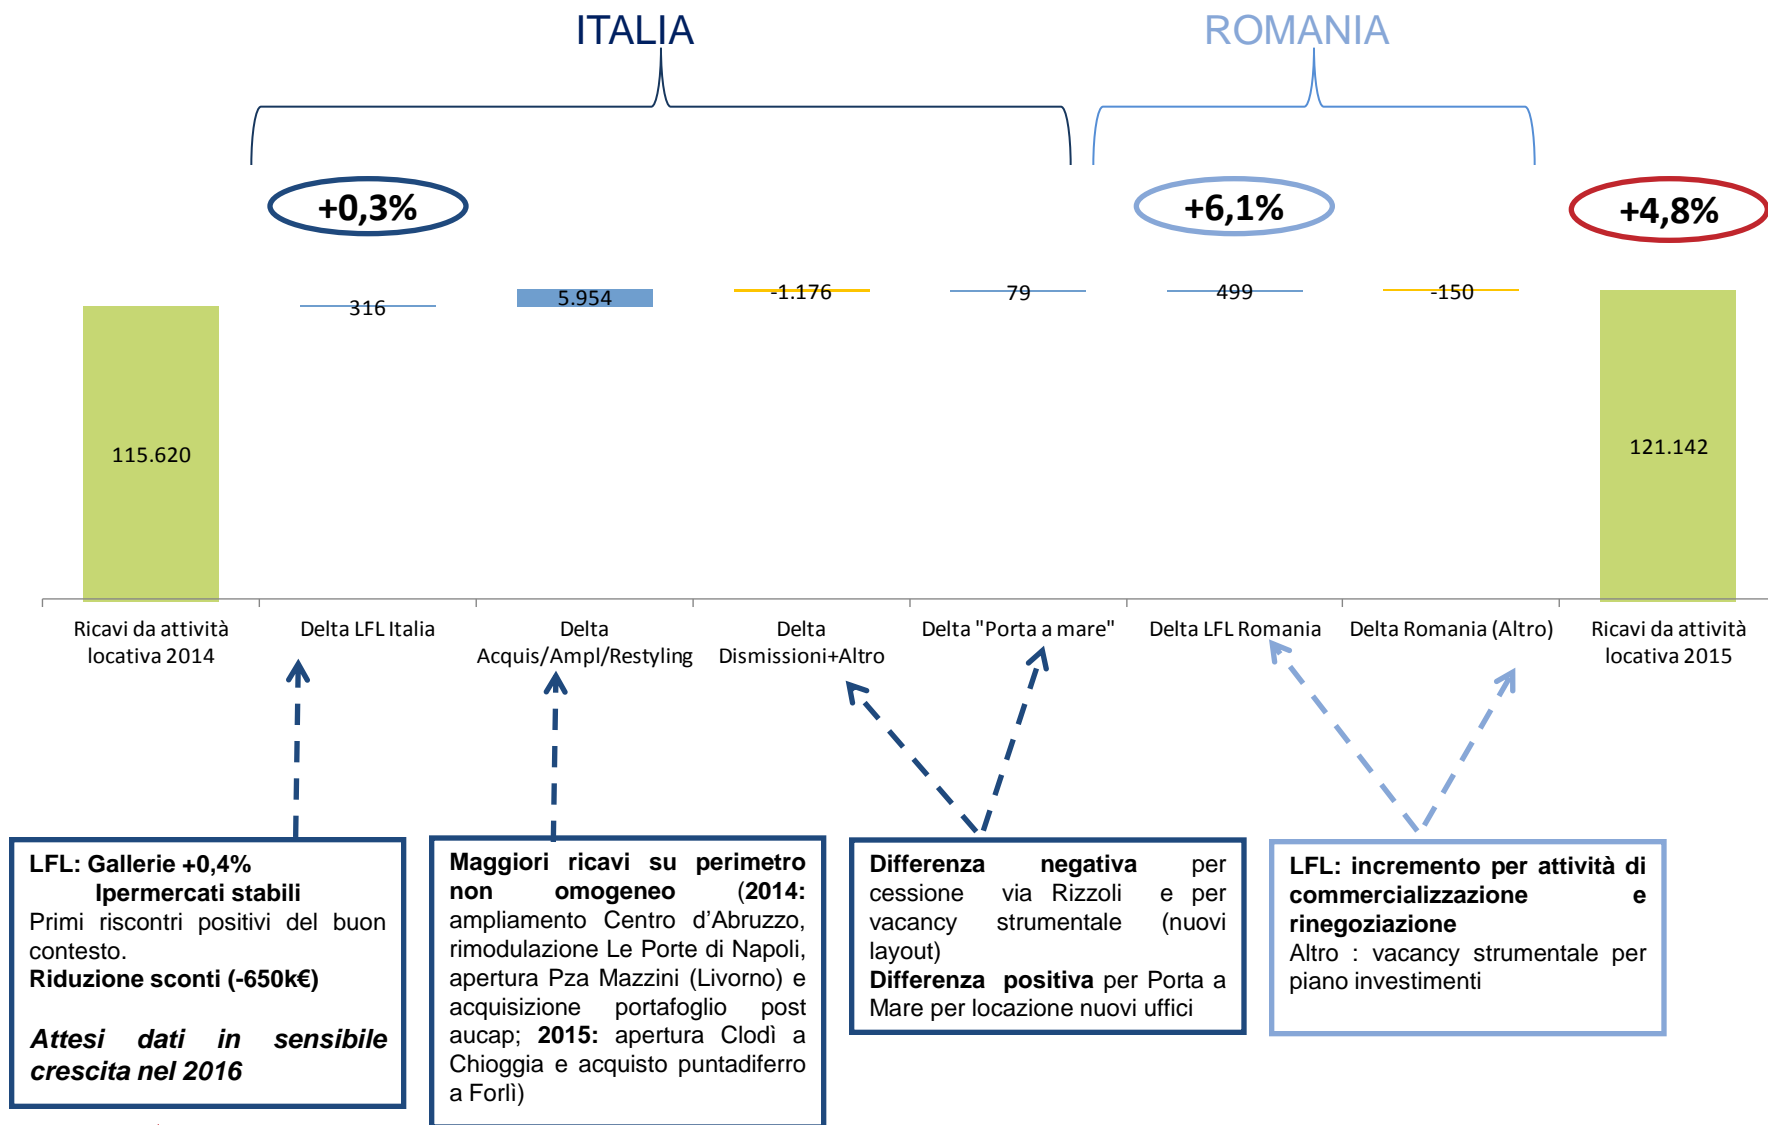 ITALIA
ROMANIA
+0,3%
+6,1%
+4,8%
115.620
316
5.954
-1.176
79
499
-150
121.142
Ricavi da attività
locativa 2014
Delta LFL Italia
Delta
Acquis/Ampl/Restyling
Delta
Dismissioni+Altro
Delta "Porta a mare"
Delta LFL Romania
Delta Romania (Altro)
Ricavi da attività
locativa 2015
LFL: Gallerie +0,4%
Ipermercati stabili
Primi riscontri positivi del buon
contesto.
Riduzione sconti (-650k€)
Attesi dati in sensibile
crescita nel 2016
Maggiori ricavi su perimetro
non omogeneo (2014:
ampliamento Centro d’Abruzzo,
rimodulazione Le Porte di Napoli,
apertura Pza Mazzini (Livorno) e
acquisizione portafoglio post
aucap; 2015: apertura Clodì a
Chioggia e acquisto puntadiferro
a Forlì)
Differenza negativa per
cessione via Rizzoli e per
vacancy strumentale (nuovi
layout)
Differenza positiva per Porta a
Mare per locazione nuovi uffici
LFL: incremento per attività di
commercializzazione e
rinegoziazione
Altro : vacancy strumentale per
piano investimenti